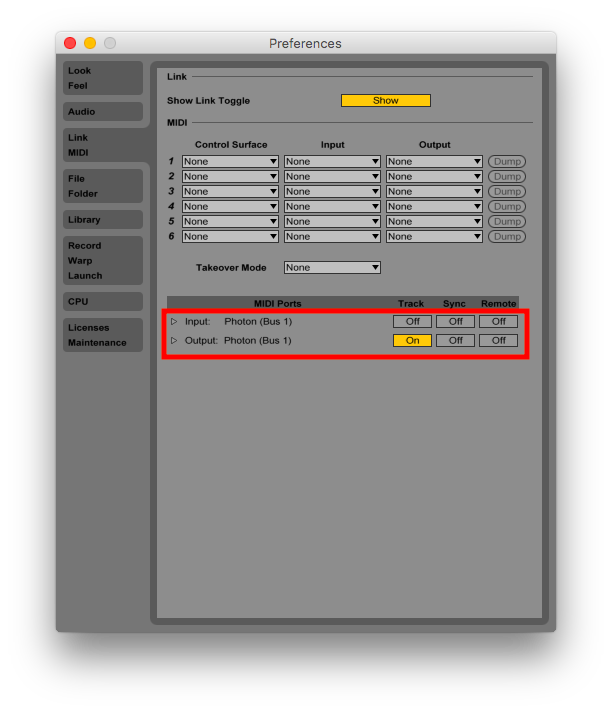 Preferences
Look
Feel
Audio
Link
MIDI
File
Folder
Library
Record
Warp
Launch
CPU
Licenses
Maintenance
Link
Show Link Toggle Show
MIDI
Control Surface Input Output
1 None None None Dump
2 None None None Dump
3 None None None Dump
4 None None None Dump
5 None None None Dump
6 None None None Dump
Takeover Mode None
MIDI Ports Track Sync Remote
Input: Photon (Bus 1) Off Off Off
Output: Photon (Bus 1) On Off Off